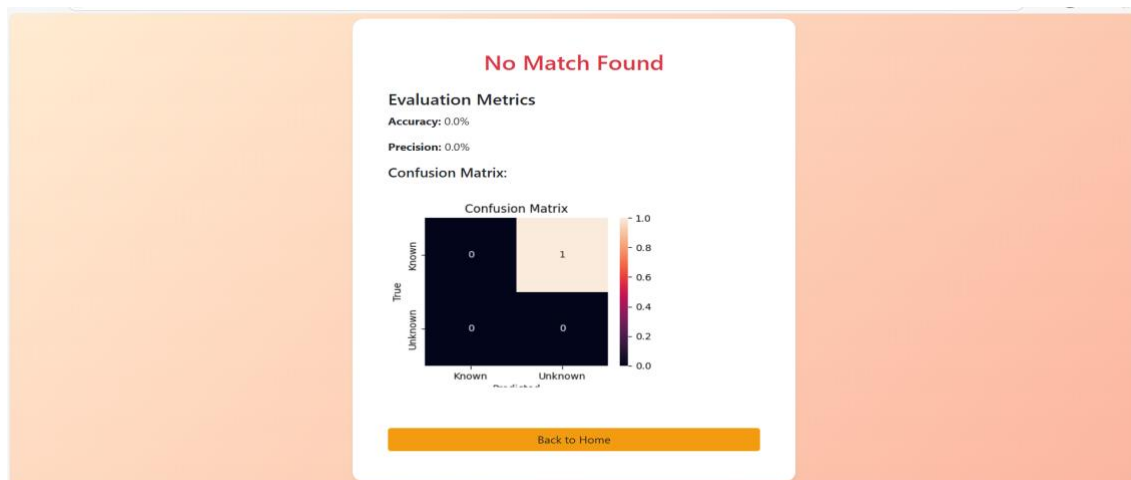 No Match Found
Evaluation Metrics
Accuracy: 0.0%
Precision: 0.0%
Confusion Matrix:
Confusion Matrix
1.0
0.8
0.6
0.4
0.2
0.0
True
Known
Unknown
0 1
0 0
Known Unknown
Predicted
Back to Home